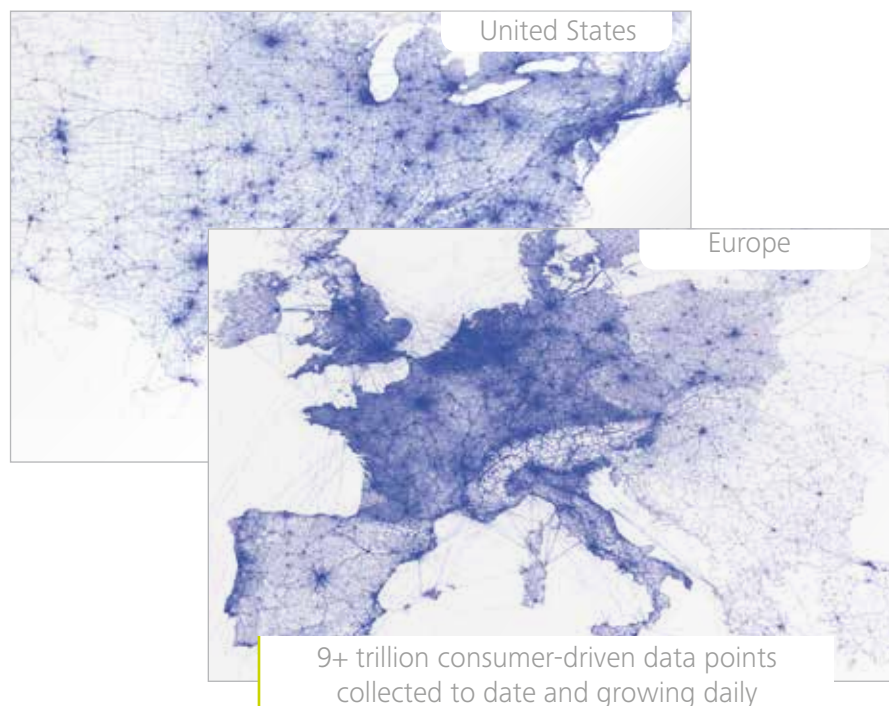 United States
Europe
9+ trillion consumer-driven data points
collected to date and growing daily